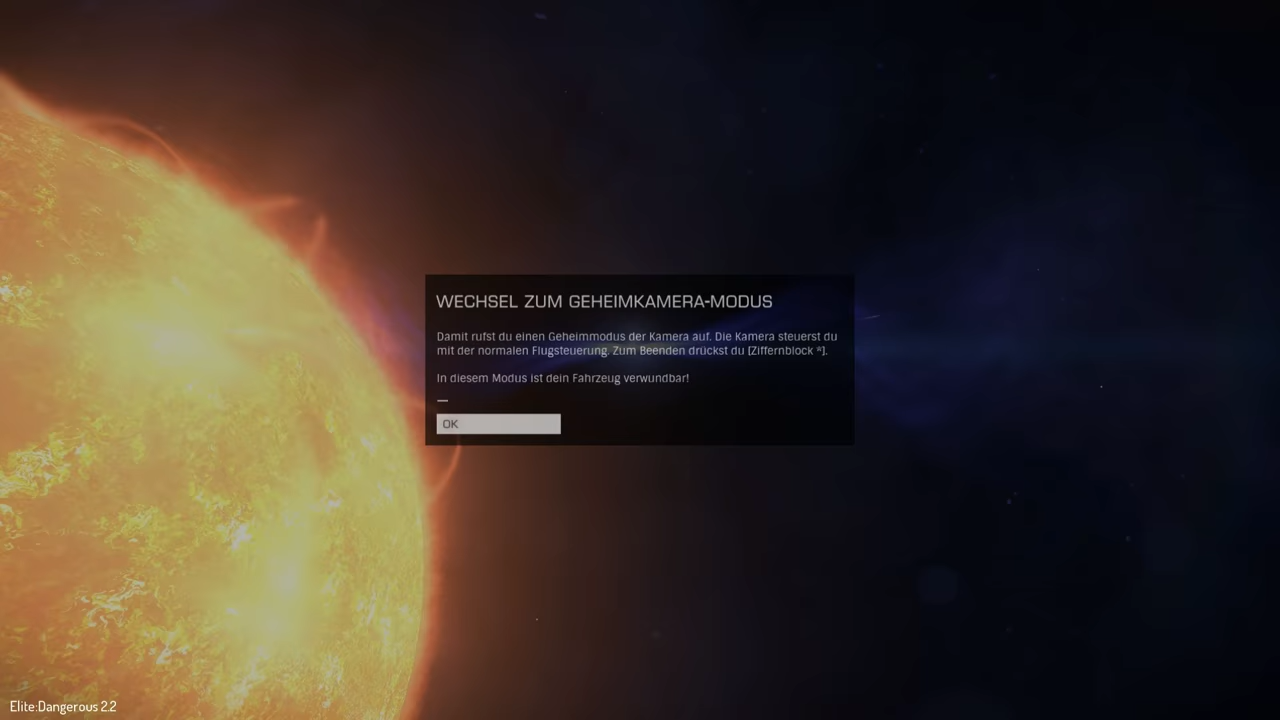 WECHSEL ZUM GEHEIMKAMERA-MODUS
Damit rufst du einen Geheimmodus der Kamera auf. Die Kamera steuerst du
mit der normalen Flugsteuerung. Zum Beenden drückst du [Ziffernblock *].
In diesem Modus ist dein Fahrzeug verwundbar!
OK
Elite:Dangerous 2.2